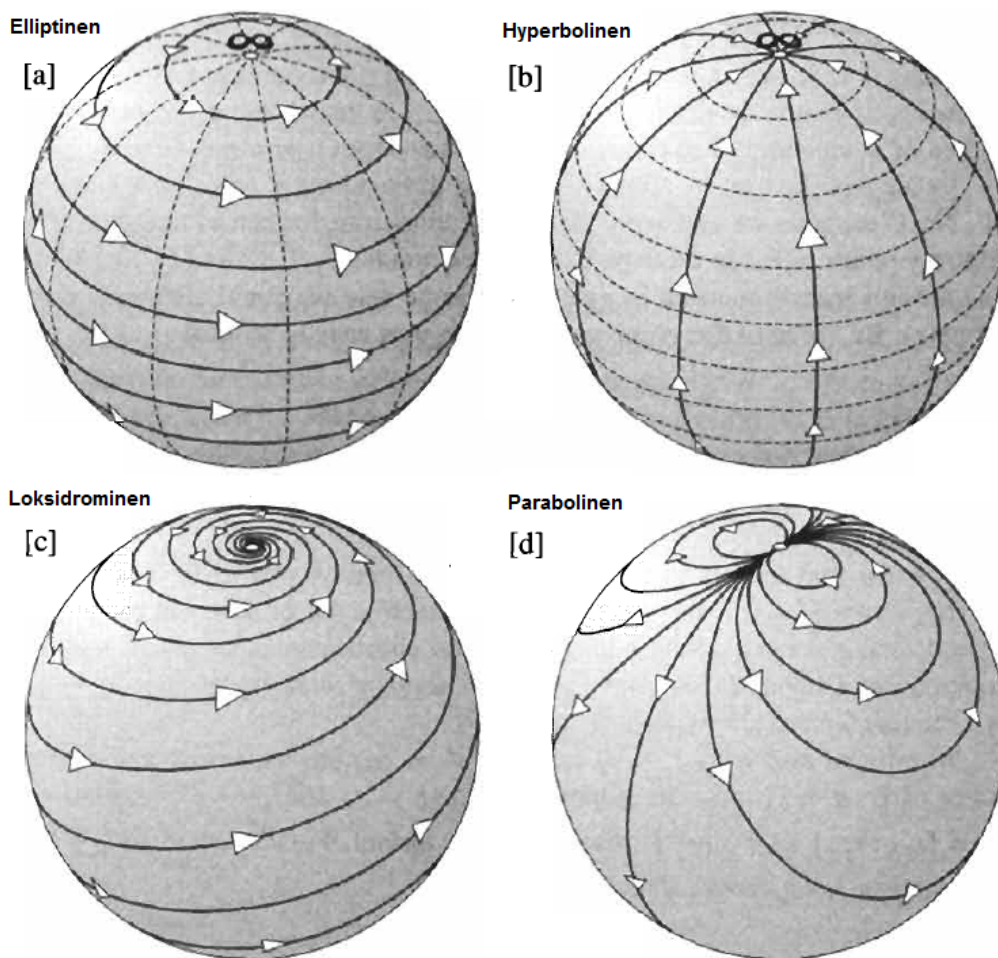 Elliptinen
[a]
∞
Hyperbolinen
[b]
∞
Loksidrominen
[c]
Parabolinen
[d]